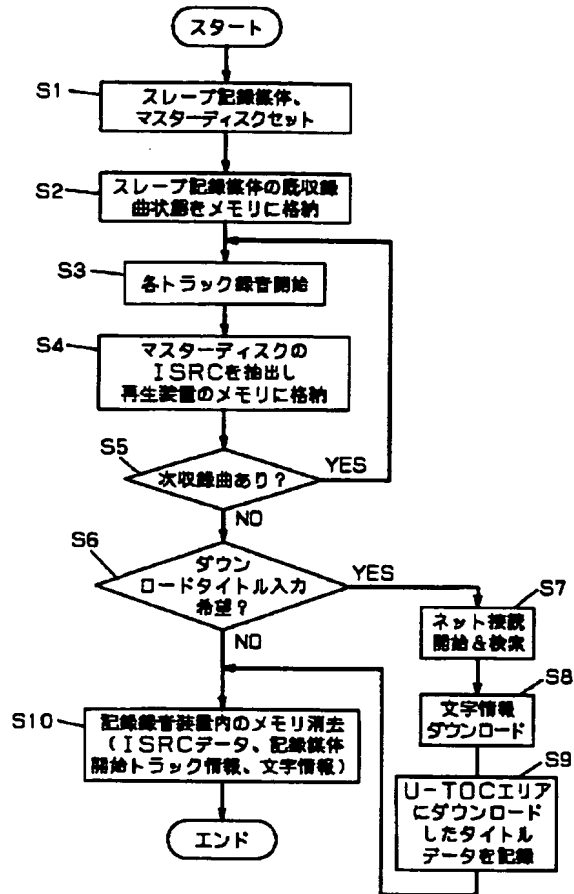 スタート
S1
スレーブ記録媒体、
マスターディスクセット
S2
スレーブ記録媒体の既収録
曲状態をメモリに格納
S3
各トラック録音開始
S4
マスターディスクの
ISRCを抽出し
再生装置のメモリに格納
S5
次収録曲あり?
YES
NO
S6
ダウン
ロードタイトル入力
希望?
YES
NO
S7
ネット接続
開始&検索
S8
文字情報
ダウンロード
S9
U-TOCエリア
にダウンロード
したタイトル
データを記録
S10
記録録音装置内のメモリ消去
(ISRCデータ、記録媒体
開始トラック情報、文字情報)
エンド